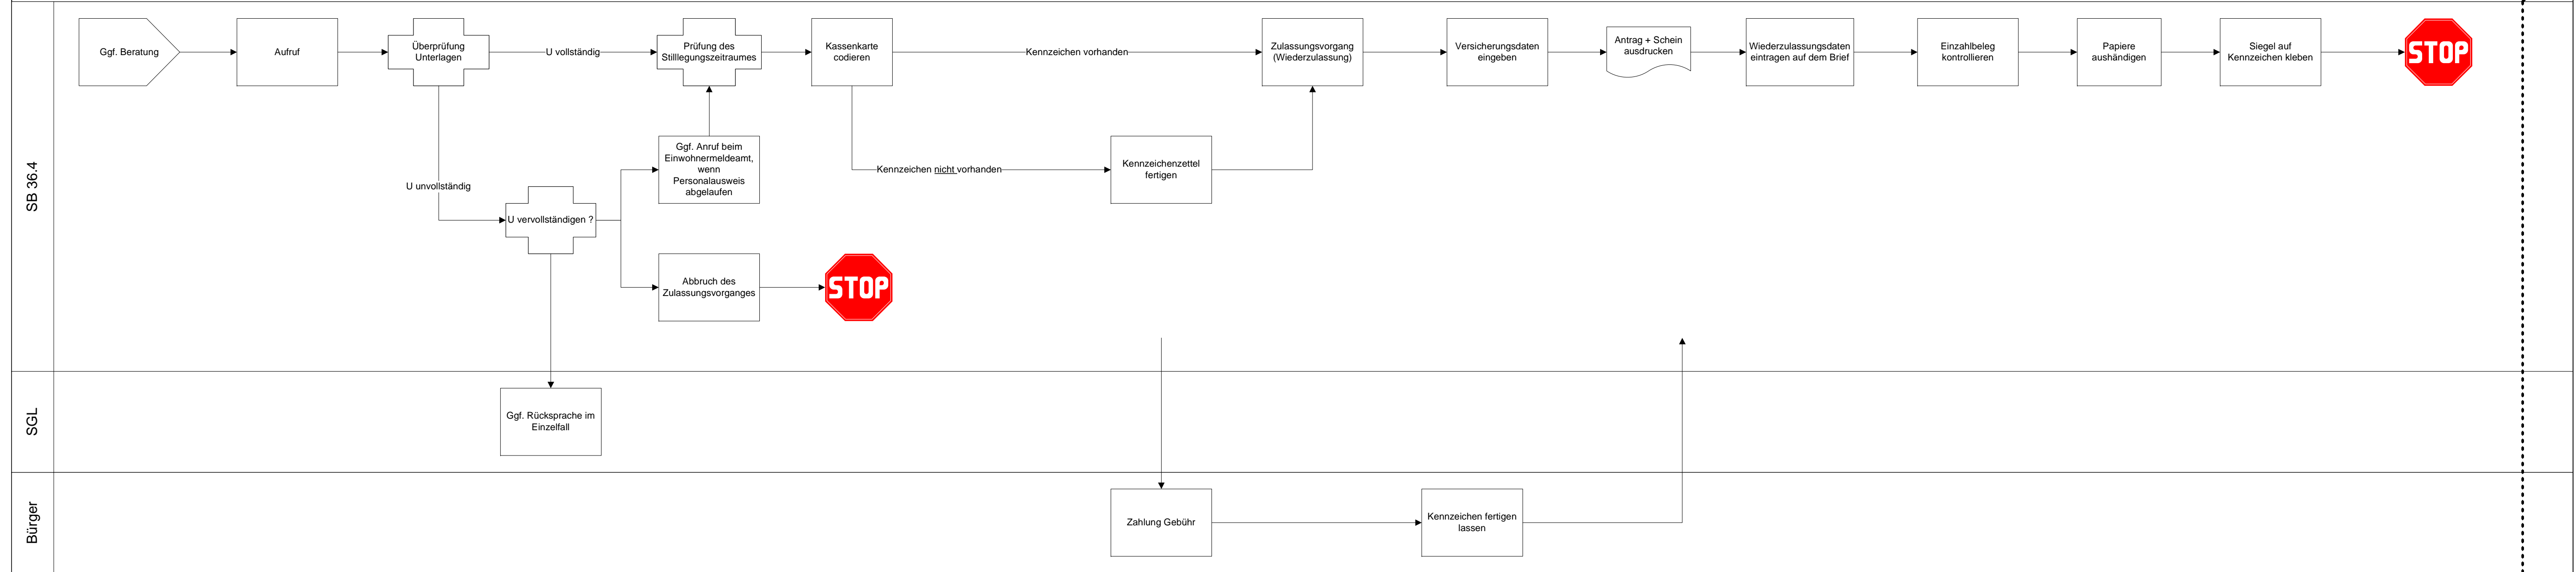 SB 36.4
Ggf. Beratung
Aufruf
Überprüfung
Unterlagen
U vollständig
Prüfung des
Stilllegungszeitraumes
Kassenkarte
codieren
Kennzeichen vorhanden
Zulassungsvorgang
(Wiederzulassung)
Versicherungsdaten
eingeben
Antrag + Schein
ausdrucken
Wiederzulassungsdaten
eintragen auf dem Brief
Einzahlbeleg
kontrollieren
Papiere
aushändigen
Siegel auf
Kennzeichen kleben
STOP
U unvollständig
U vervollständigen ?
Ggf. Anruf beim
Einwohnermeldeamt,
wenn
Personalausweis
abgelaufen
Kennzeichen nicht vorhanden
Kennzeichenzettel
fertigen
Abbruch des
Zulassungsvorganges
STOP
SGL
Ggf. Rücksprache im
Einzelfall
Bürger
Zahlung Gebühr
Kennzeichen fertigen
lassen